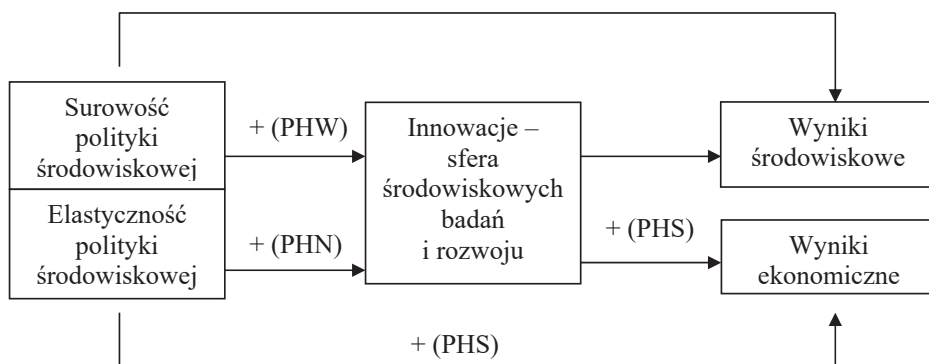 Surowość
polityki
środowiskowej
Elastyczność
polityki
środowiskowej
+ (PHW)
+ (PHN)
Innowacje –
sfera
środowiskowych
badań
i rozwoju
+ (PHS)
Wyniki
środowiskowe
Wyniki
ekonomiczne
+ (PHS)